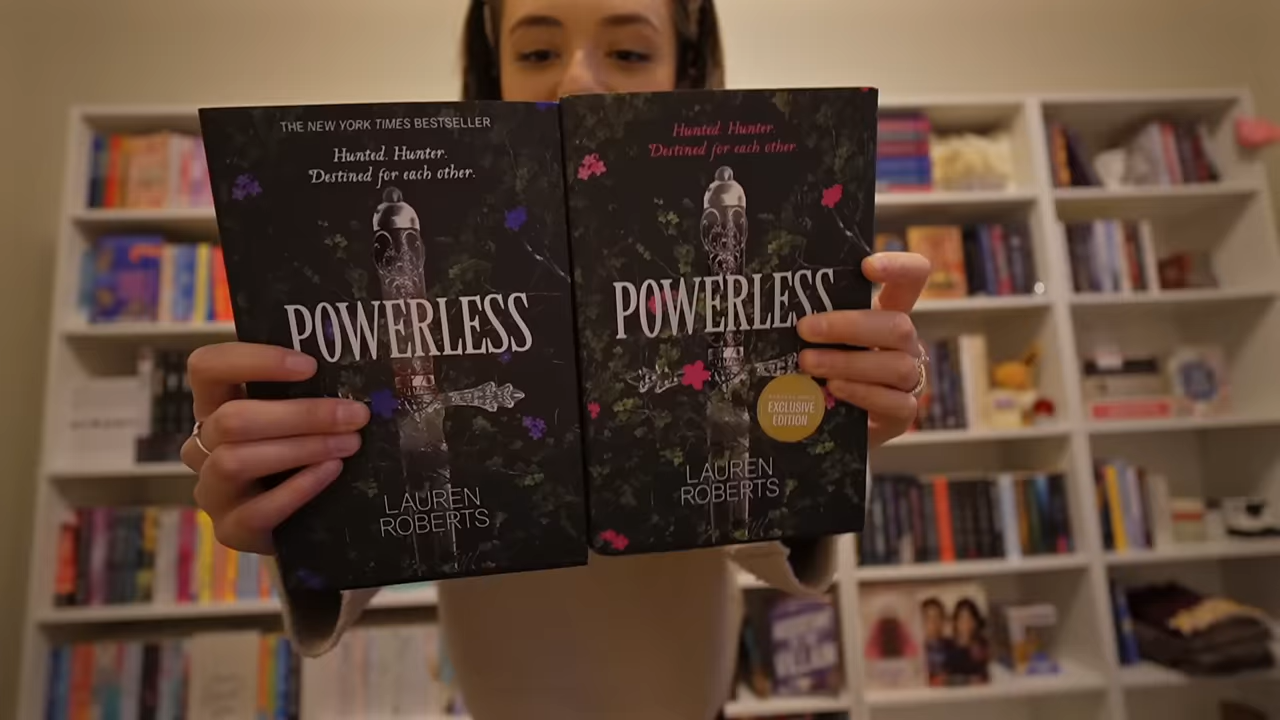 THE NEW YORK TIMES BESTSELLER
Hunted. Hunter.
Destined for each other.
POWERLESS
LAUREN
ROBERTS
Hunted. Hunter.
Destined for each other.
POWERLESS
EXCLUSIVE
EDITION
LAUREN
ROBERTS
VILLAIN